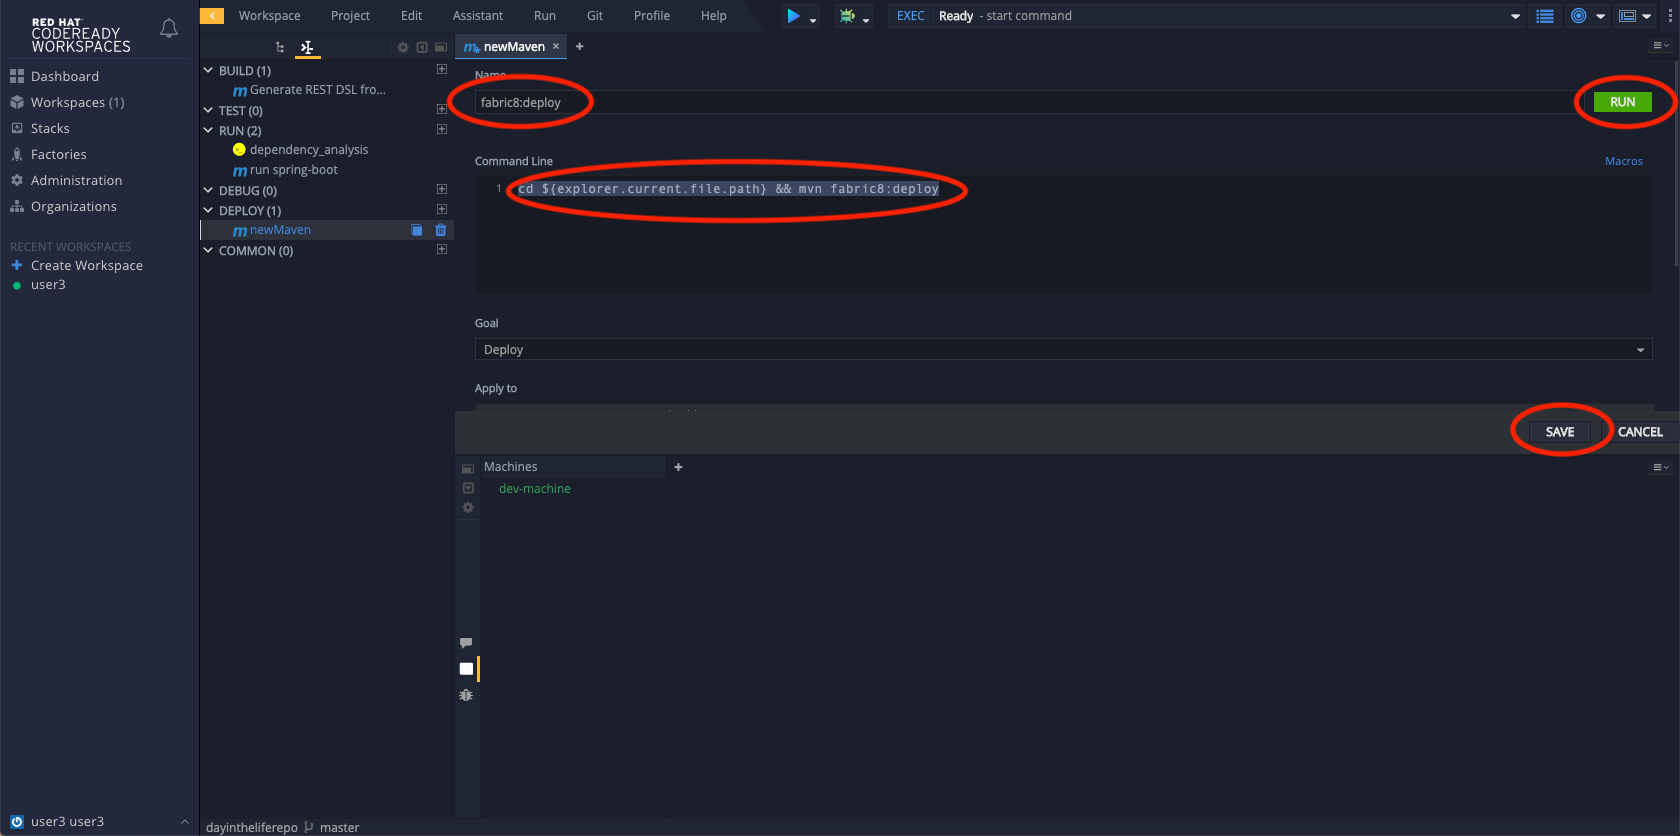 RED HAT
CODEREADY
WORKSPACES
Dashboard
Workspaces (1)
Stacks
Factories
Administration
Organizations
RECENT WORKSPACES
Create Workspace
user3
user3 user3
Workspace Project Edit Assistant Run Git Profile Help
EXEC Ready - start command
BUILD (1)
m Generate REST DSL fro...
TEST (0)
RUN (2)
dependency_analysis
m run spring-boot
DEBUG (0)
DEPLOY (1)
m newMaven
COMMON (0)
newMaven × +
Name
fabric8:deploy
RUN
Command Line
Macros
1 cd ${explorer.current.file.path} && mvn fabric8:deploy
Goal
Deploy
Apply to
SAVE CANCEL
Machines +
dev-machine
dayintheliferepo master